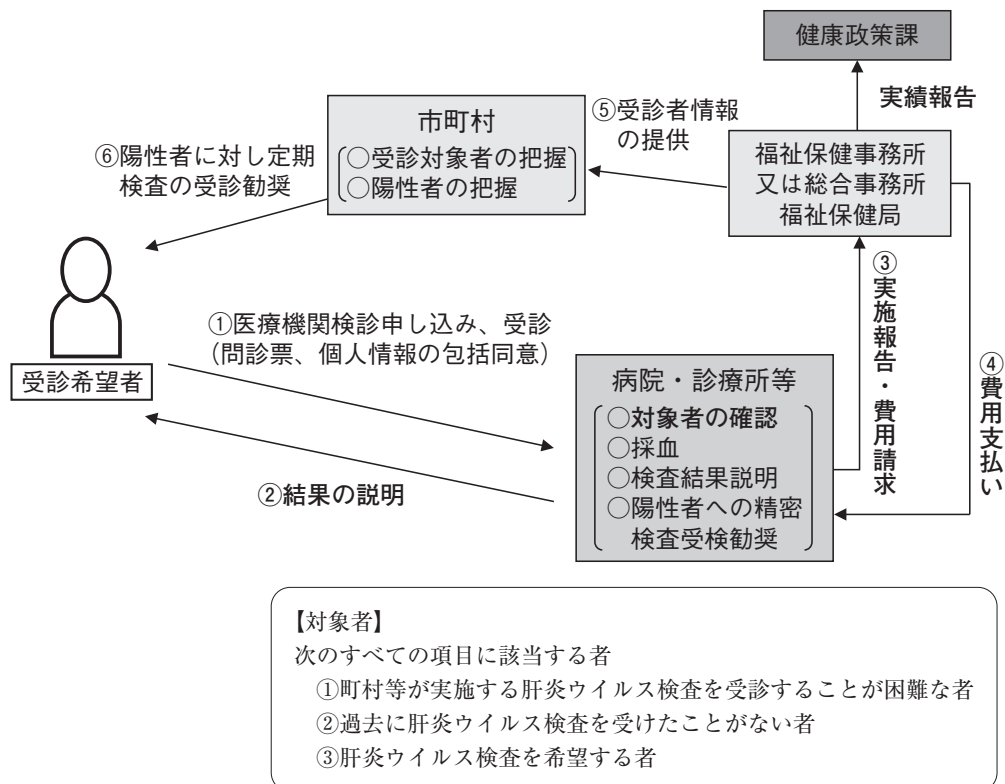 健康政策課
実績報告
⑤受診者情報
の提供
市町村
○受診対象者の把握
○陽性者の把握
⑥陽性者に対し定期
検査の受診勧奨
福祉保健事務所
又は総合事務所
福祉保健局
③実施報告・費用請求
④費用支払い
①医療機関検診申し込み、受診
(問診票、個人情報の包括同意)
受診希望者
②結果の説明
病院・診療所等
○対象者の確認
○採血
○検査結果説明
○陽性者への精密
検査受検勧奨
【対象者】
次のすべての項目に該当する者
①町村等が実施する肝炎ウイルス検査を受診することが困難な者
②過去に肝炎ウイルス検査を受けたことがない者
③肝炎ウイルス検査を希望する者